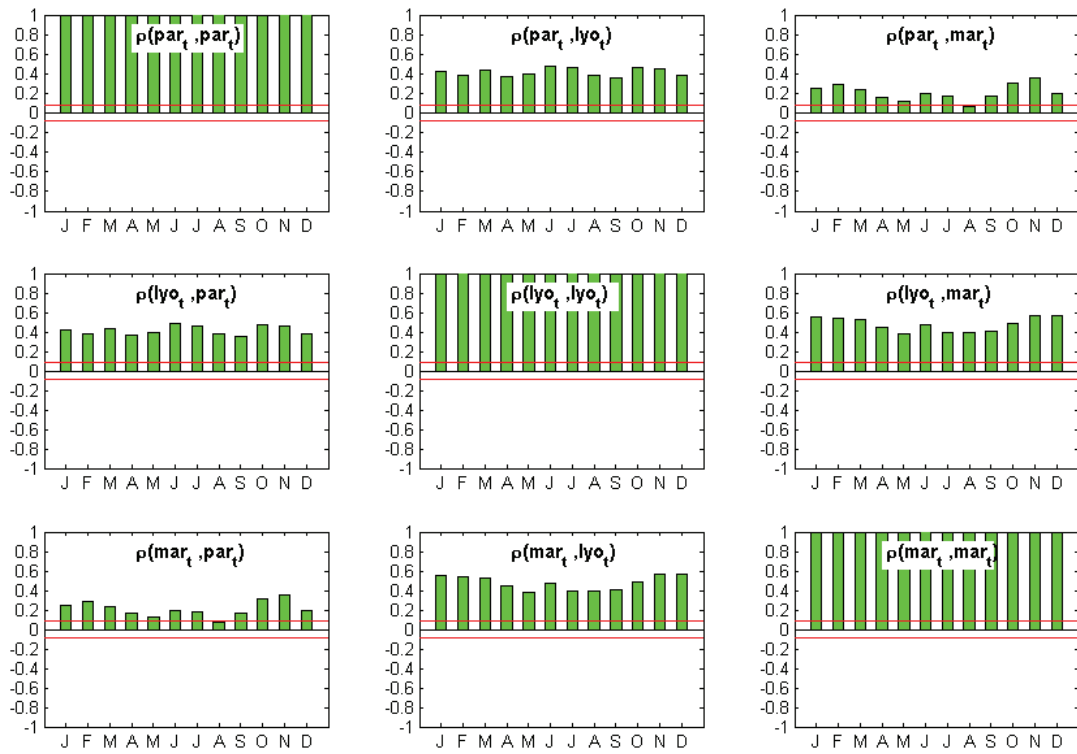 ρ(par_t ,par_t) ρ(par_t ,lyo_t) ρ(par_t ,mar_t)
1 1 1
0.8 0.8 0.8
0.6 0.6 0.6
0.4 0.4 0.4
0.2 0.2 0.2
0 0 0
-0.2 -0.2 -0.2
-0.4 -0.4 -0.4
-0.6 -0.6 -0.6
-0.8 -0.8 -0.8
-1 -1 -1
J F M A M J J A S O N D J F M A M J J A S O N D J F M A M J J A S O N D
ρ(lyo_t ,par_t) ρ(lyo_t ,lyo_t) ρ(lyo_t ,mar_t)
1 1 1
0.8 0.8 0.8
0.6 0.6 0.6
0.4 0.4 0.4
0.2 0.2 0.2
0 0 0
-0.2 -0.2 -0.2
-0.4 -0.4 -0.4
-0.6 -0.6 -0.6
-0.8 -0.8 -0.8
-1 -1 -1
J F M A M J J A S O N D J F M A M J J A S O N D J F M A M J J A S O N D
ρ(mar_t ,par_t) ρ(mar_t ,lyo_t) ρ(mar_t ,mar_t)
1 1 1
0.8 0.8 0.8
0.6 0.6 0.6
0.4 0.4 0.4
0.2 0.2 0.2
0 0 0
-0.2 -0.2 -0.2
-0.4 -0.4 -0.4
-0.6 -0.6 -0.6
-0.8 -0.8 -0.8
-1 -1 -1
J F M A M J J A S O N D J F M A M J J A S O N D J F M A M J J A S O N D